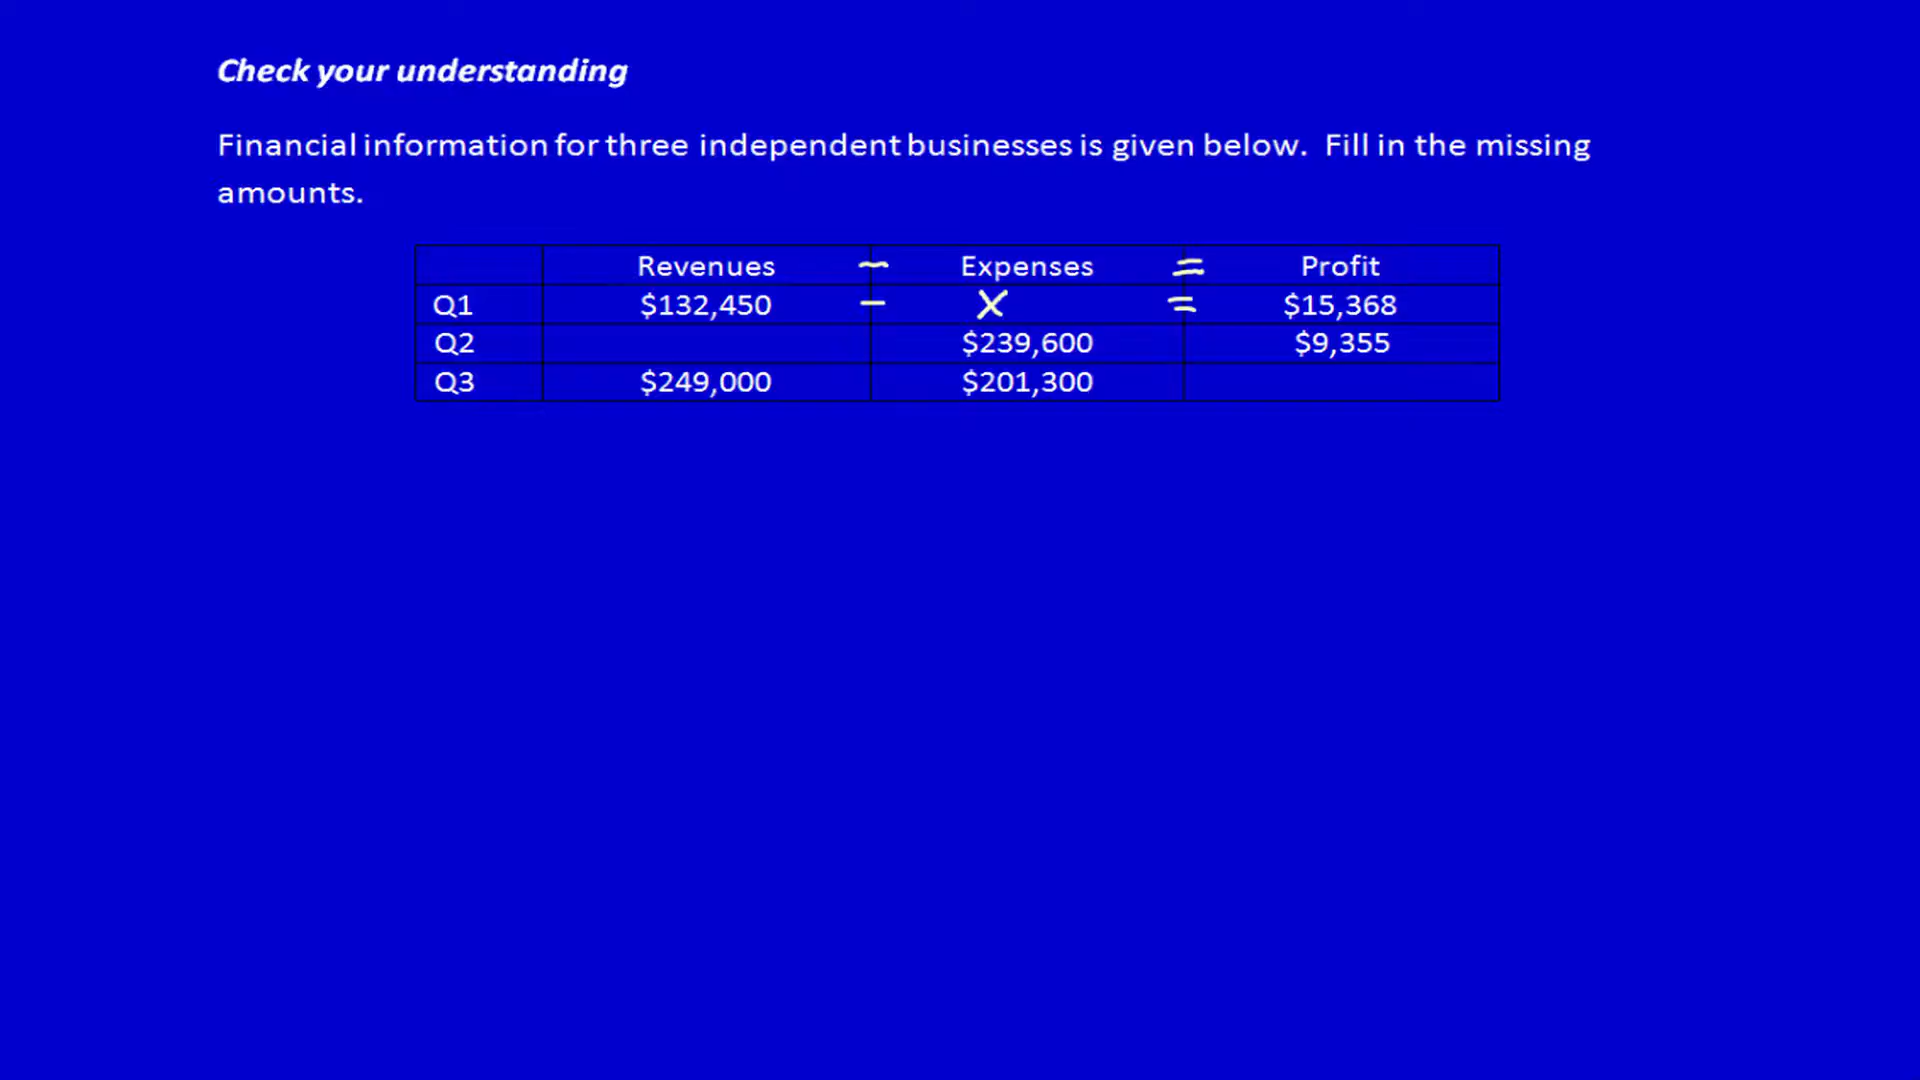 Check your understanding
Financial information for three independent businesses is given below. Fill in the missing
amounts.
Revenues − Expenses = Profit
Q1 $132,450 − X = $15,368
Q2 $239,600 $9,355
Q3 $249,000 $201,300